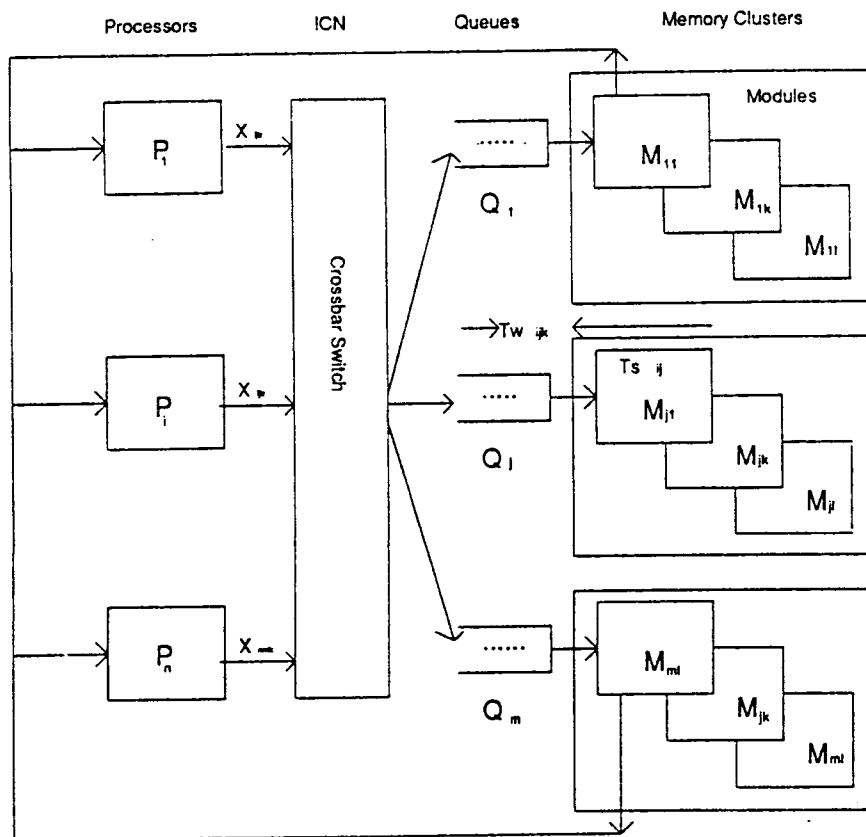 Processors ICN Queues Memory Clusters
Modules
P1 X
..... M11
Q1 M1k
M1l
Crossbar Switch
Tw ijk
Pi X
..... Ts ij
Mj1
Qj Mjk
Mjl
Pn X
...... Mml
Qm Mjk
Mml